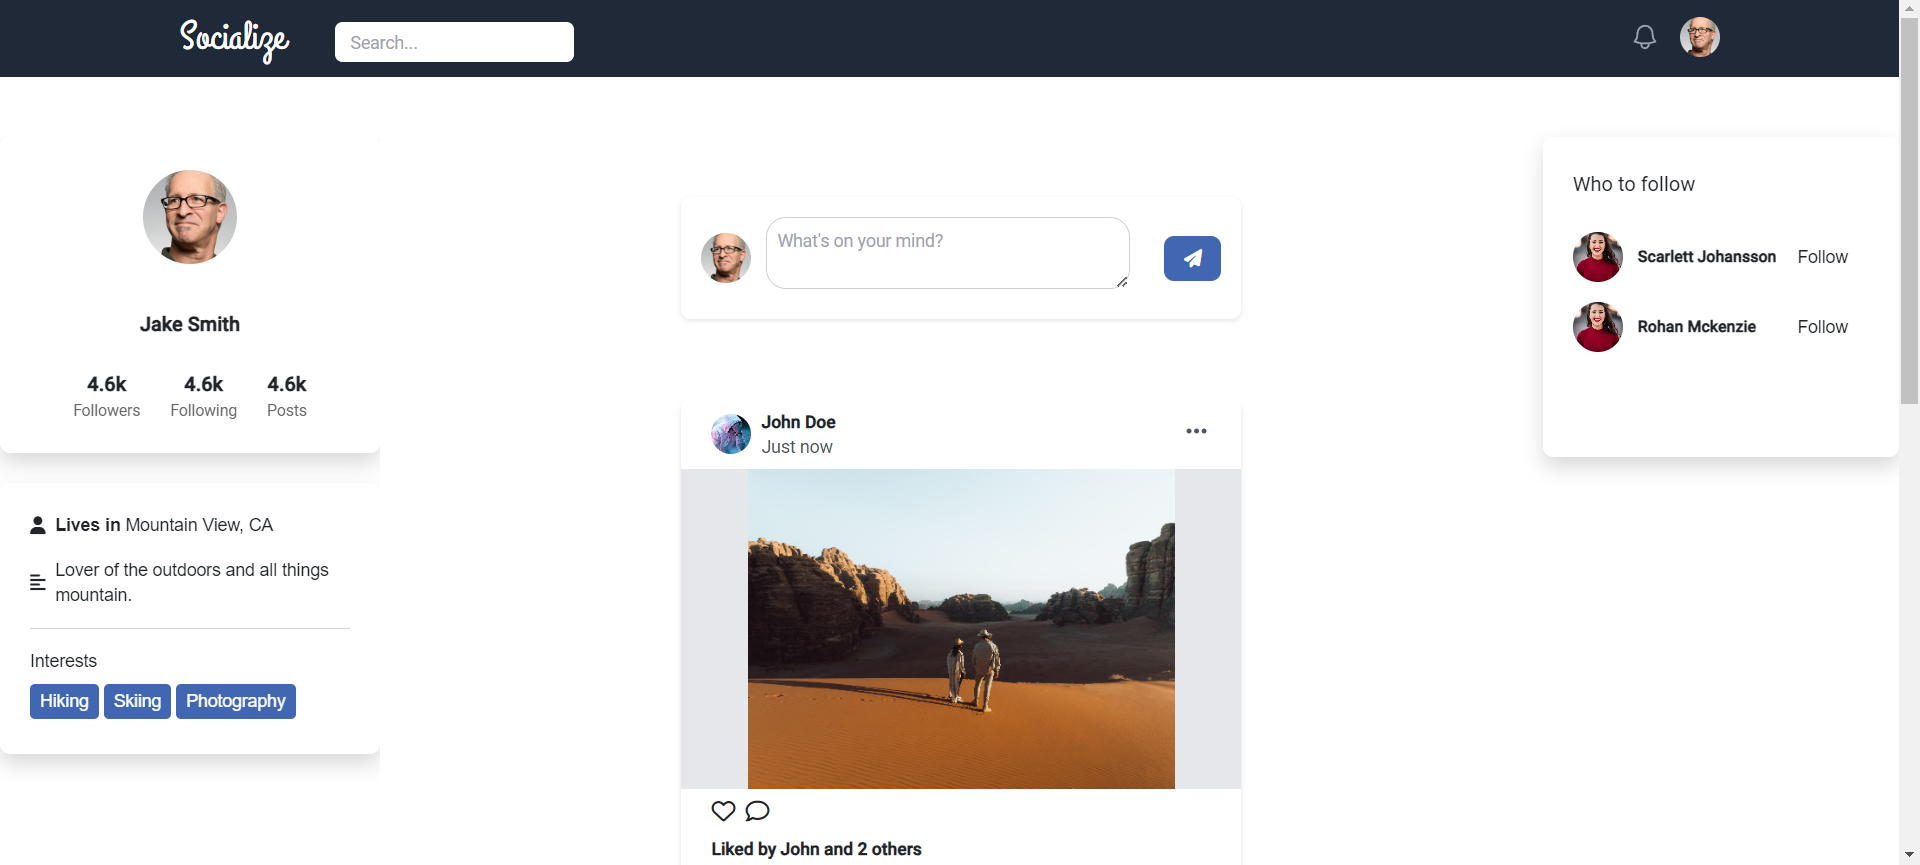 Socialize
Search...
Jake Smith
4.6k 4.6k 4.6k
Followers Following Posts
Lives in Mountain View, CA
Lover of the outdoors and all things
mountain.
Interests
Hiking Skiing Photography
What's on your mind?
John Doe
Just now
Liked by John and 2 others
Who to follow
Scarlett Johansson Follow
Rohan Mckenzie Follow